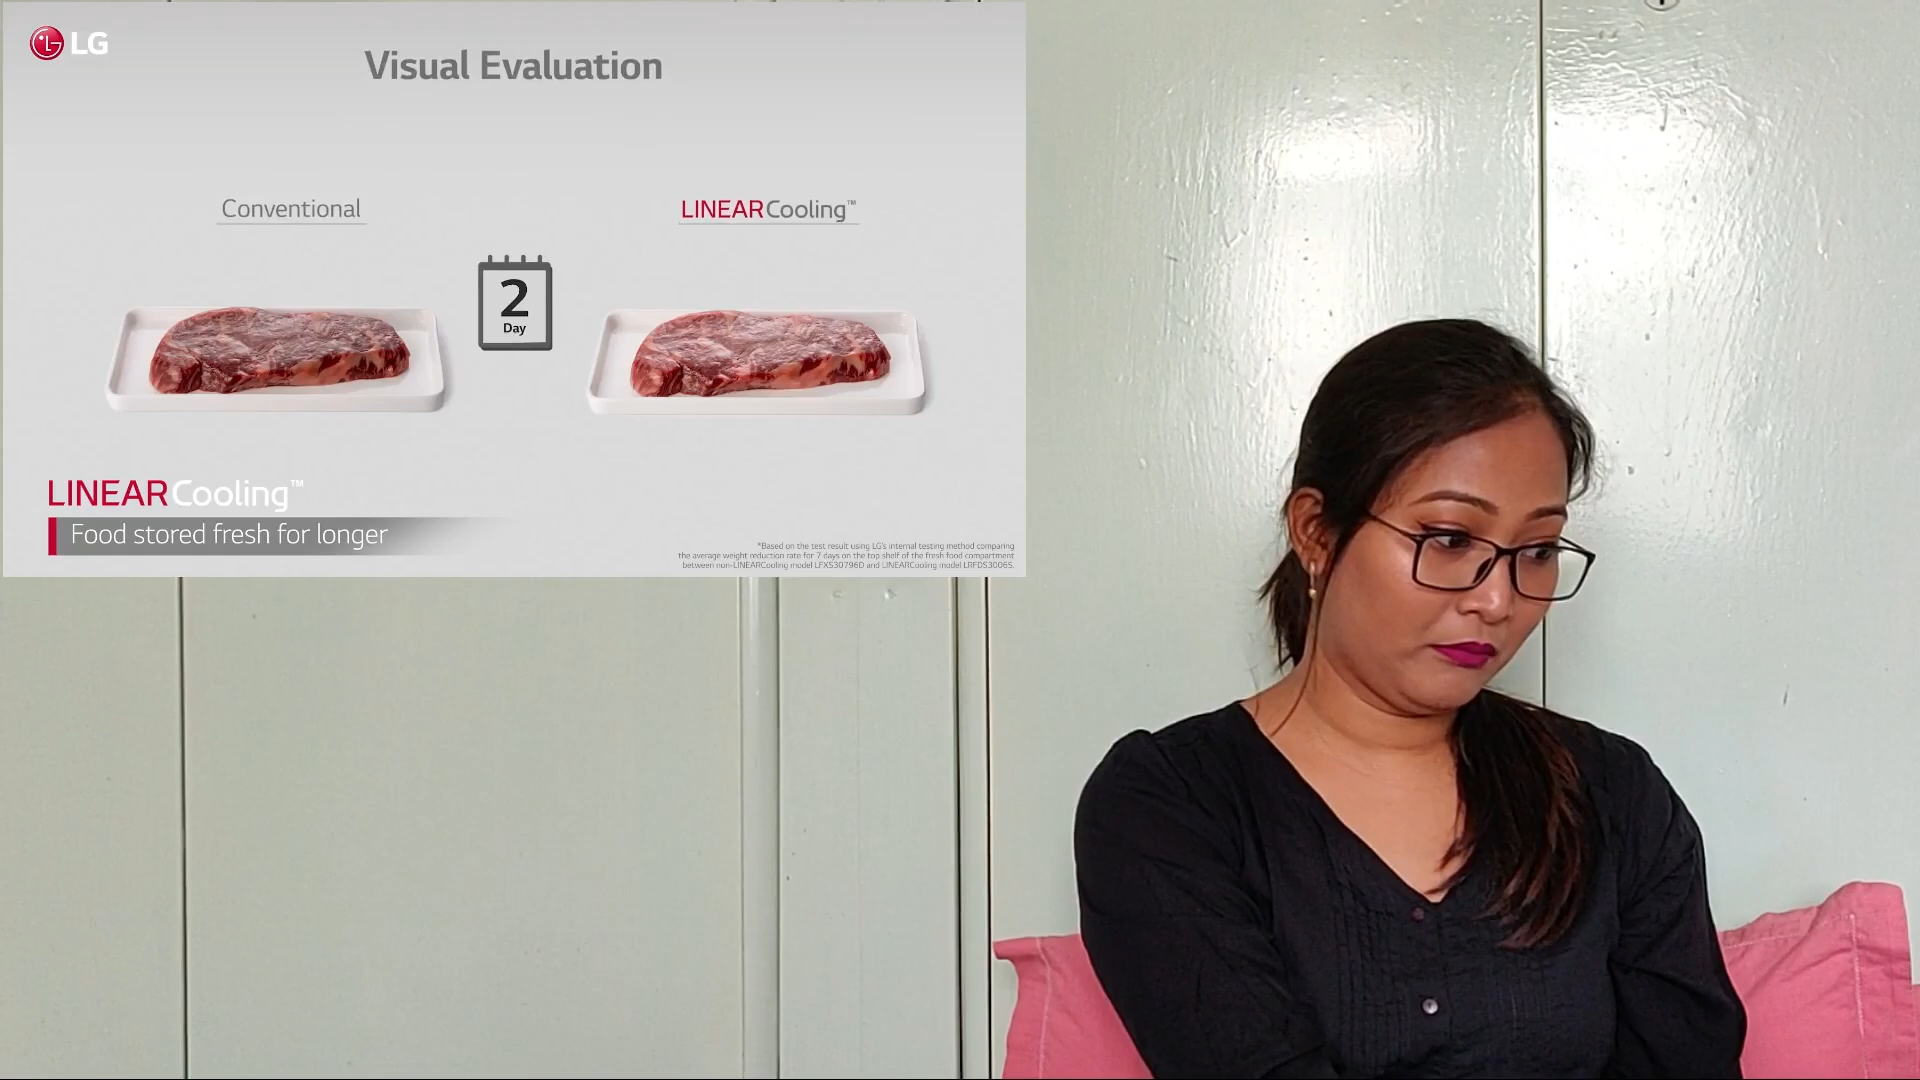 LG
Visual Evaluation
Conventional
LINEARCooling™
2
Day
LINEARCooling™
Food stored fresh for longer
*Based on the test result using LG's internal testing method comparing
the average weight reduction rate for 7 days on the top shelf of the fresh food compartment
between non-LINEARCooling model LFXS30796D and LINEARCooling model LRFDS3006S.